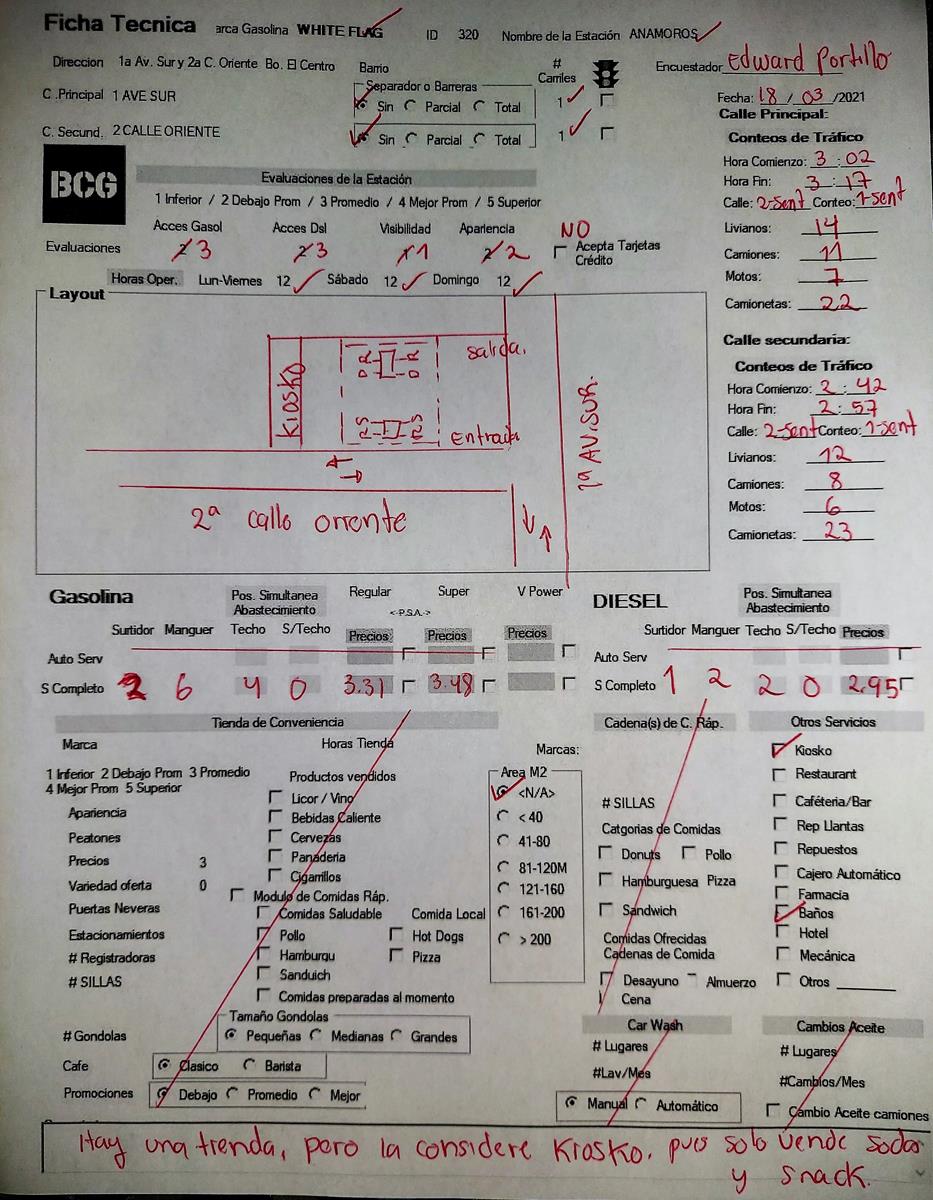 Ficha Tecnica arca Gasolina WHITE FLAG ID 320 Nombre de la Estación ANAMOROS
Direccion 1a Av. Sur y 2a C. Oriente Bo. El Centro Barrio # Carriles Encuestador Edward Portillo
Separador o Barreras
C .Principal 1 AVE SUR Sin Parcial Total 1 Fecha: 18 / 03 /2021
C. Secund. 2 CALLE ORIENTE Sin Parcial Total 1
Calle Principal:
Conteos de Tráfico
Hora Comienzo: 3 : 02
Hora Fin: 3 : 17
Calle: 2-sent Conteo: 1-sent
Livianos: 14
Camiones: 11
Motos: 7
Camionetas: 22
BCG
Evaluaciones de la Estación
1 Inferior / 2 Debajo Prom / 3 Promedio / 4 Mejor Prom / 5 Superior
Acces Gasol Acces Dsl Visibilidad Apariencia NO
Evaluaciones 3 3 1 2 Acepta Tarjetas Crédito
Horas Oper. Lun-Viernes 12 Sábado 12 Domingo 12
Layout
Kiosko
D R R D
salida.
R S R S
Entrada
1ª AV. SUR.
2ª calle oriente
Calle secundaria:
Conteos de Tráfico
Hora Comienzo: 2 : 42
Hora Fin: 2 : 57
Calle: 2-sent Conteo: 1-sent
Livianos: 12
Camiones: 8
Motos: 6
Camionetas: 23
Gasolina Pos. Simultanea Abastecimiento Regular <-P.S.A.-> Super V Power
Surtidor Manguer Techo S/Techo Precios Precios Precios
Auto Serv
S Completo 2 6 4 0 3.31 3.48
DIESEL Pos. Simultanea Abastecimiento
Surtidor Manguer Techo S/Techo Precios
Auto Serv
S Completo 1 2 2 0 2.95
Tienda de Conveniencia
Marca Horas Tienda
Marcas:
1 Inferior 2 Debajo Prom 3 Promedio
4 Mejor Prom 5 Superior
Apariencia
Peatones
Precios 3
Variedad oferta 0
Puertas Neveras
Estacionamientos
# Registradoras
# SILLAS
Productos vendidos
Licor / Vino
Bebidas Caliente
Cervezas
Panaderia
Cigarrillos
Modulo de Comidas Ráp.
Comidas Saludable Comida Local
Pollo Hot Dogs
Hamburgu Pizza
Sanduich
Comidas preparadas al momento
Area M2
<N/A>
< 40
41-80
81-120M
121-160
161-200
> 200
Tamaño Gondolas
# Gondolas Pequeñas Medianas Grandes
Cafe Clasico Barista
Promociones Debajo Promedio Mejor
Cadena(s) de C. Ráp.
# SILLAS
Catgorias de Comidas
Donuts Pollo
Hamburguesa Pizza
Sandwich
Comidas Ofrecidas
Cadenas de Comida
Desayuno Almuerzo
Cena
Otros Servicios
Kiosko
Restaurant
Caféteria/Bar
Rep Llantas
Repuestos
Cajero Automático
Farmacia
Baños
Hotel
Mecánica
Otros
Car Wash
# Lugares
#Lav/Mes
Manual Automático
Cambios Aceite
# Lugares
#Cambios/Mes
Cambio Aceite camiones
Hay una tienda, pero la considere Kiosko. pues solo vende sodas
y snack.